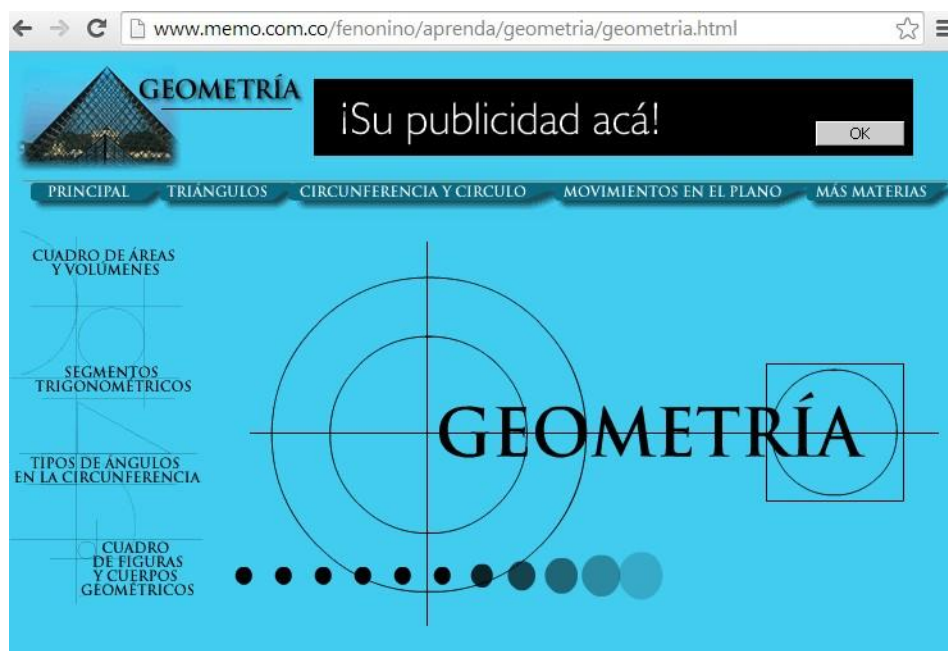 www.memo.com.co/fenonino/aprenda/geometria/geometria.html
GEOMETRÍA
¡Su publicidad acá!
OK
PRINCIPAL
TRIÁNGULOS
CIRCUNFERENCIA Y CIRCULO
MOVIMIENTOS EN EL PLANO
MÁS MATERIAS
CUADRO DE ÁREAS
Y VOLÚMENES
SEGMENTOS
TRIGONOMÉTRICOS
TIPOS DE ÁNGULOS
EN LA CIRCUNFERENCIA
CUADRO
DE FIGURAS
Y CUERPOS
GEOMÉTRICOS
GEOMETRÍA